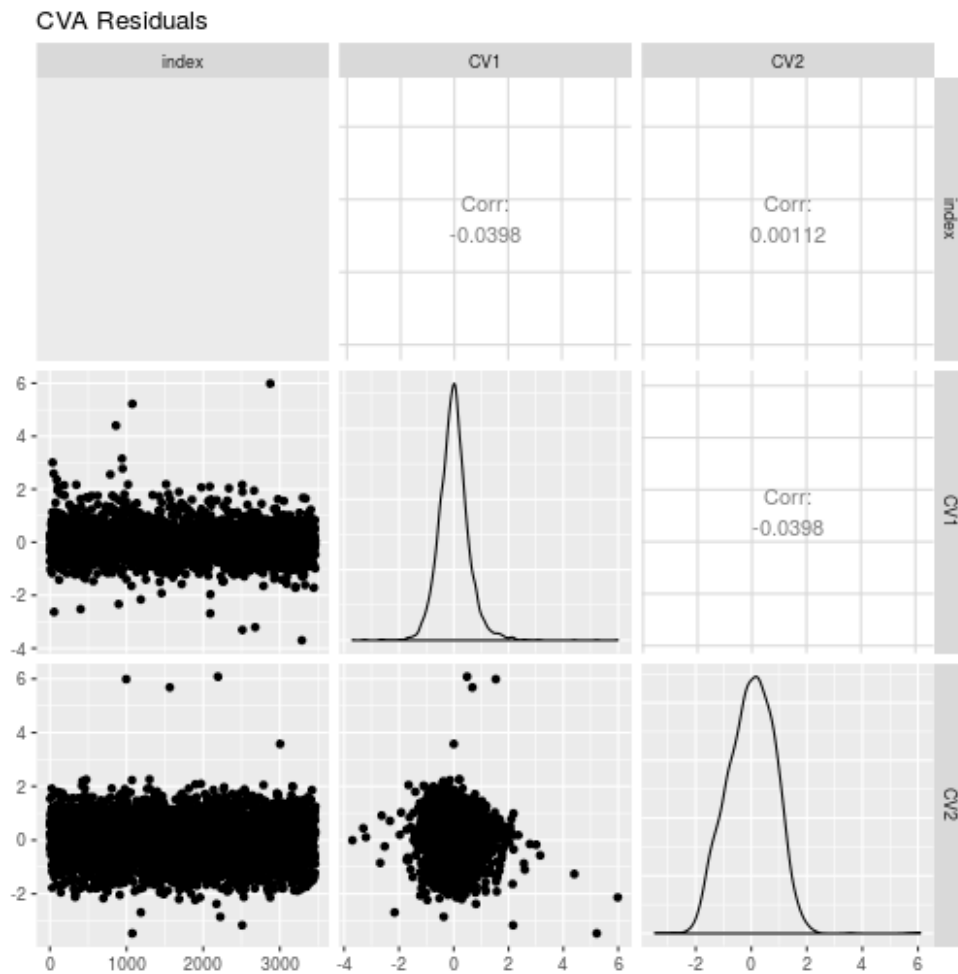 CVA Residuals
index CV1 CV2
Corr:
-0.0398
Corr:
0.00112
index
6
4
2
0
-2
-4
Corr:
-0.0398
CV1
6
4
2
0
-2
CV2
0 1000 2000 3000 -4 -2 0 2 4 6 -2 0 2 4 6